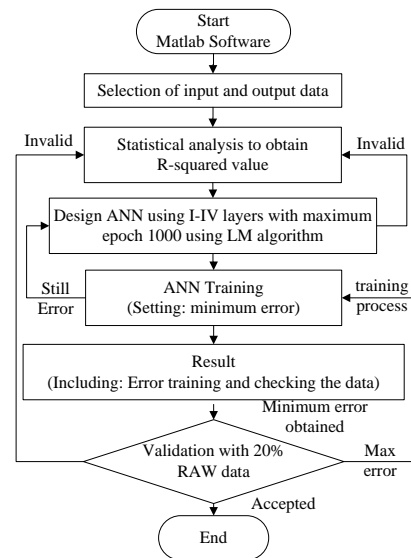 Start
Matlab Software
Selection of input and output data
Invalid
Invalid
Statistical analysis to obtain
R-squared value
Design ANN using I-IV layers with maximum
epoch 1000 using LM algorithm
Still
Error
ANN Training
(Setting: minimum error)
training
process
Result
(Including: Error training and checking the data)
Minimum error
obtained
Validation with 20%
RAW data
Max
error
Accepted
End